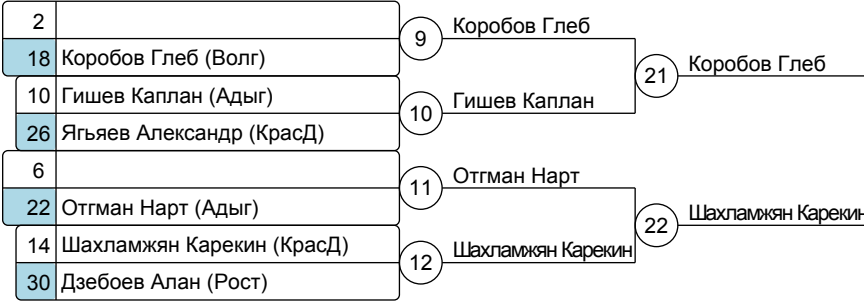 2
18 Коробов Глеб (Волг)
9 Коробов Глеб
10 Гишев Каплан (Адыг)
26 Ягьяев Александр (КрасД)
10 Гишев Каплан
21 Коробов Глеб
6
22 Отгман Нарт (Адыг)
11 Отгман Нарт
14 Шахламжян Карекин (КрасД)
30 Дзебоев Алан (Рост)
12 Шахламжян Карекин
22 Шахламжян Карекин